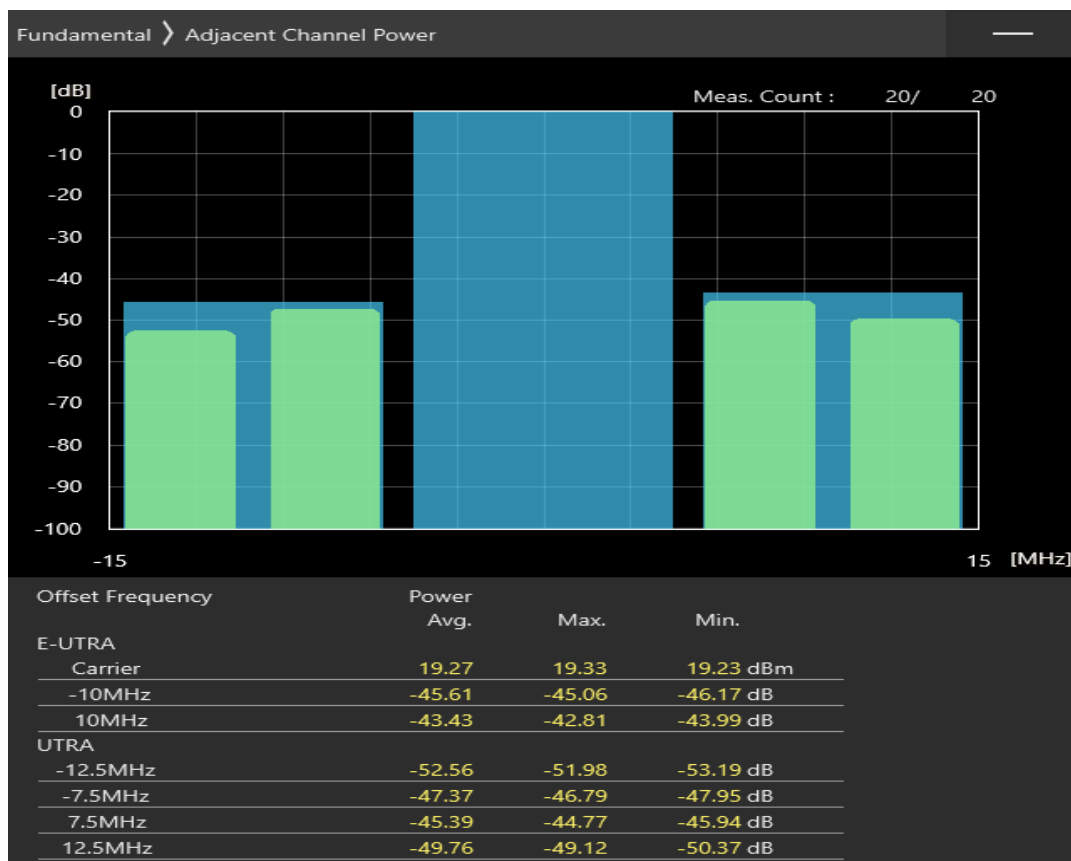 Fundamental ❯ Adjacent Channel Power
[dB]
Meas. Count : 20/ 20
0
-10
-20
-30
-40
-50
-60
-70
-80
-90
-100
-15 15 [MHz]
Offset Frequency Power
Avg. Max. Min.
E-UTRA
Carrier 19.27 19.33 19.23 dBm
-10MHz -45.61 -45.06 -46.17 dB
10MHz -43.43 -42.81 -43.99 dB
UTRA
-12.5MHz -52.56 -51.98 -53.19 dB
-7.5MHz -47.37 -46.79 -47.95 dB
7.5MHz -45.39 -44.77 -45.94 dB
12.5MHz -49.76 -49.12 -50.37 dB